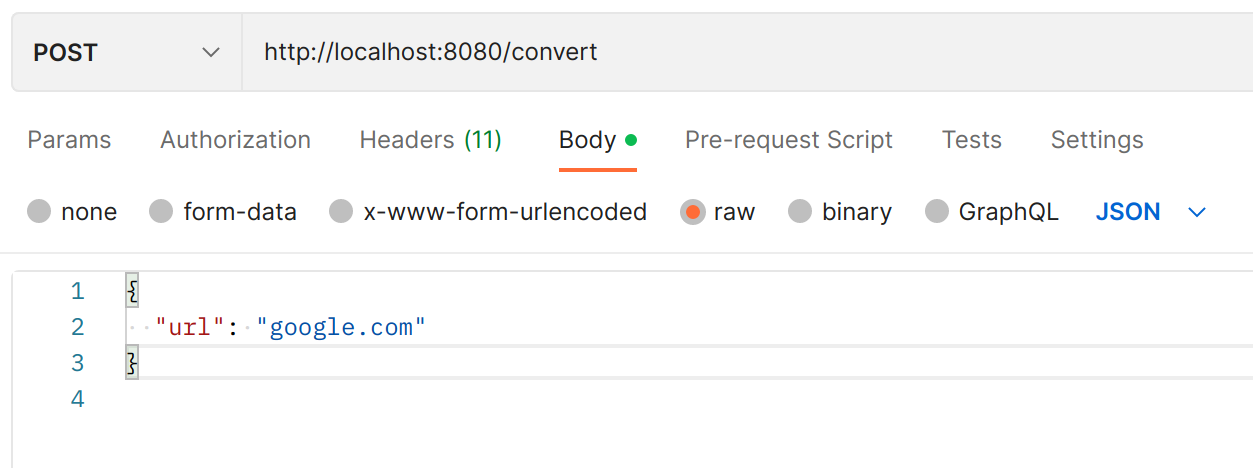 POST http://localhost:8080/convert
Params Authorization Headers (11) Body Pre-request Script Tests Settings
none form-data x-www-form-urlencoded raw binary GraphQL JSON
1 {
2 "url": "google.com"
3 }
4